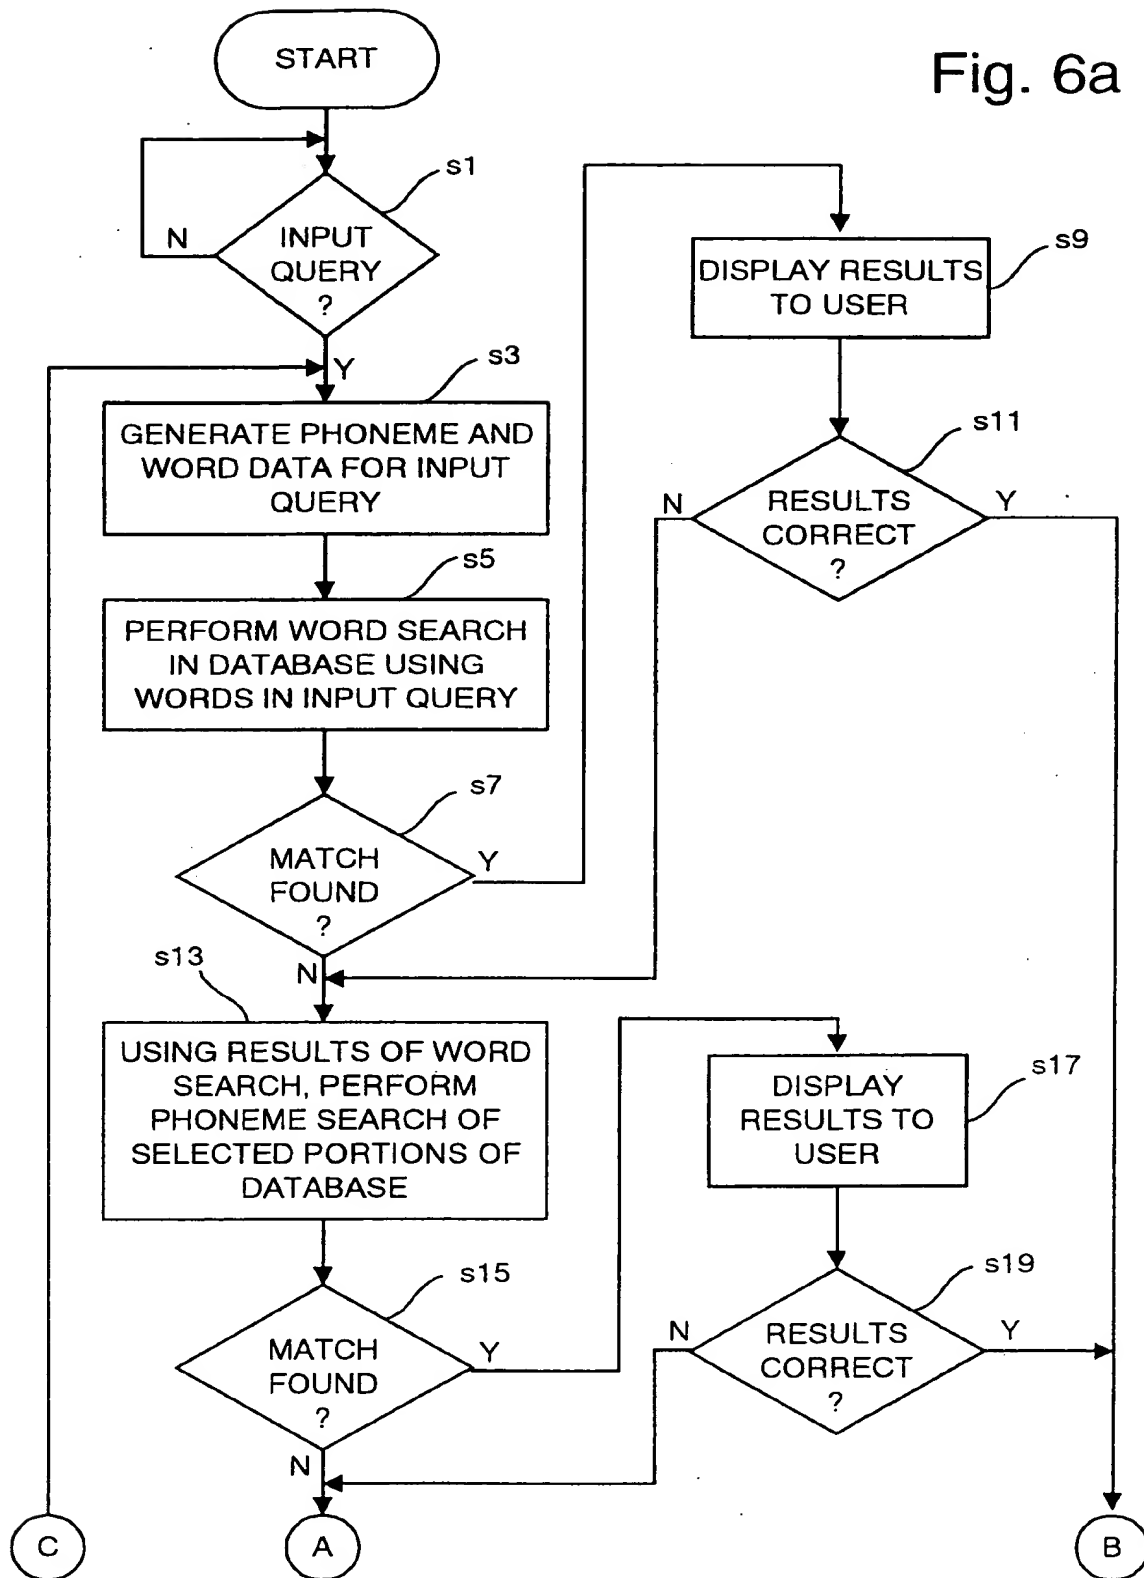 Fig. 6a
START
s1
N
INPUT
QUERY
?
Y
s3
GENERATE PHONEME AND
WORD DATA FOR INPUT
QUERY
s5
PERFORM WORD SEARCH
IN DATABASE USING
WORDS IN INPUT QUERY
s7
MATCH
FOUND
?
Y
N
s9
DISPLAY RESULTS
TO USER
s11
N
RESULTS
CORRECT
?
Y
s13
USING RESULTS OF WORD
SEARCH, PERFORM
PHONEME SEARCH OF
SELECTED PORTIONS OF
DATABASE
s15
MATCH
FOUND
?
Y
N
s17
DISPLAY
RESULTS TO
USER
s19
N
RESULTS
CORRECT
?
Y
C
A
B